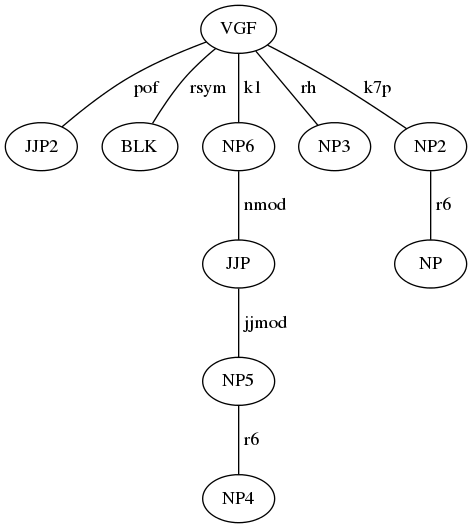 VGF
pof rsym k1 rh k7p
JJP2 BLK NP6 NP3 NP2
nmod r6
JJP NP
jjmod
NP5
r6
NP4